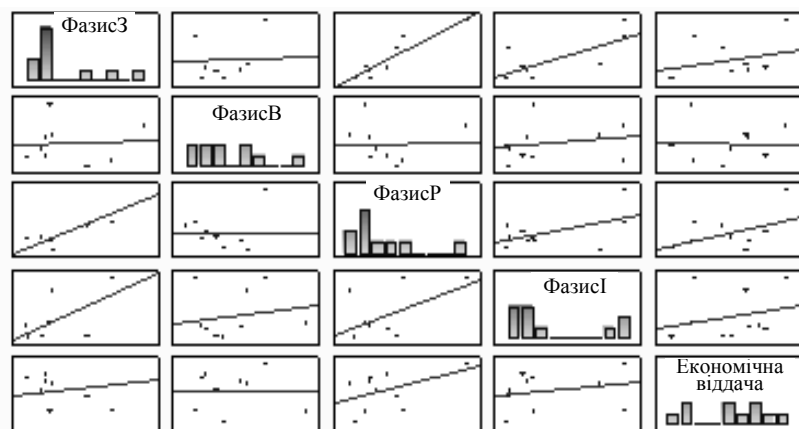 ФазисЗ
ФазисВ
ФазисР
ФазисІ
Економічна
віддача